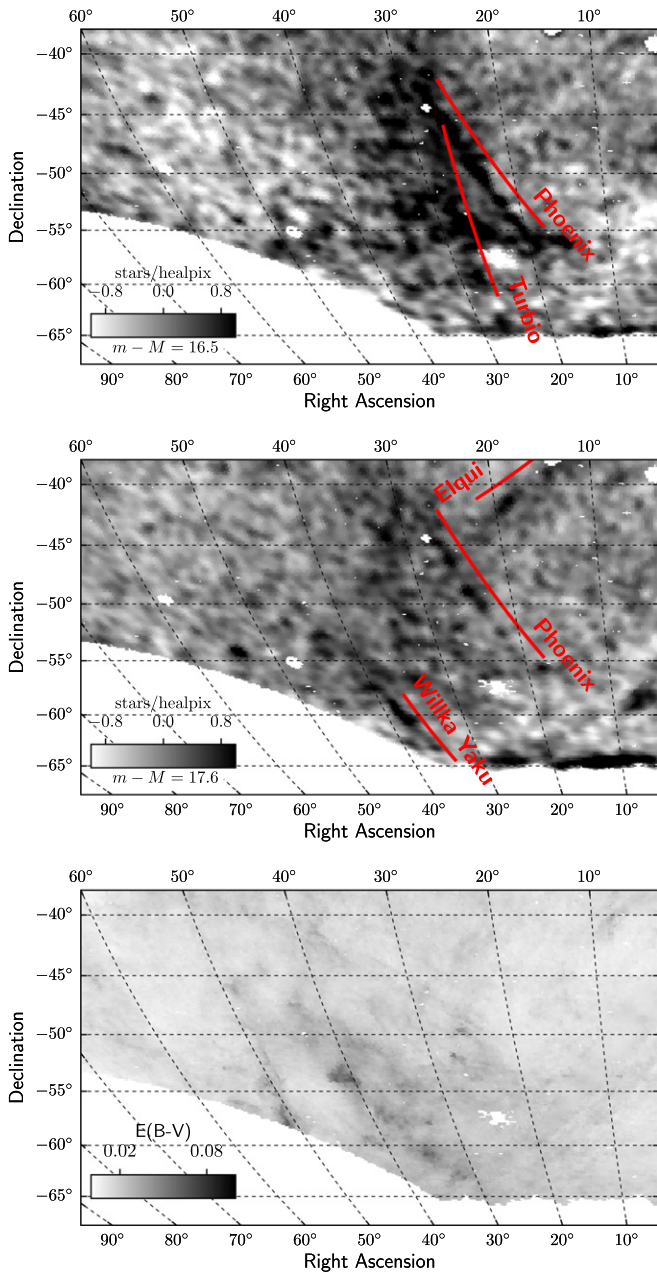 60° 50° 40° 30° 20° 10°
−40°
−45°
−50°
−55°
−60°
−65°
Declination
Phoenix
Turbio
stars/healpix
−0.8 0.0 0.8
m − M = 16.5
90° 80° 70° 60° 50° 40° 30° 20° 10°
Right Ascension
60° 50° 40° 30° 20° 10°
−40°
−45°
−50°
−55°
−60°
−65°
Declination
Elqui
Phoenix
Willka Yaku
stars/healpix
−0.8 0.0 0.8
m − M = 17.6
90° 80° 70° 60° 50° 40° 30° 20° 10°
Right Ascension
60° 50° 40° 30° 20° 10°
−40°
−45°
−50°
−55°
−60°
−65°
Declination
E(B-V)
0.02 0.08
90° 80° 70° 60° 50° 40° 30° 20° 10°
Right Ascension